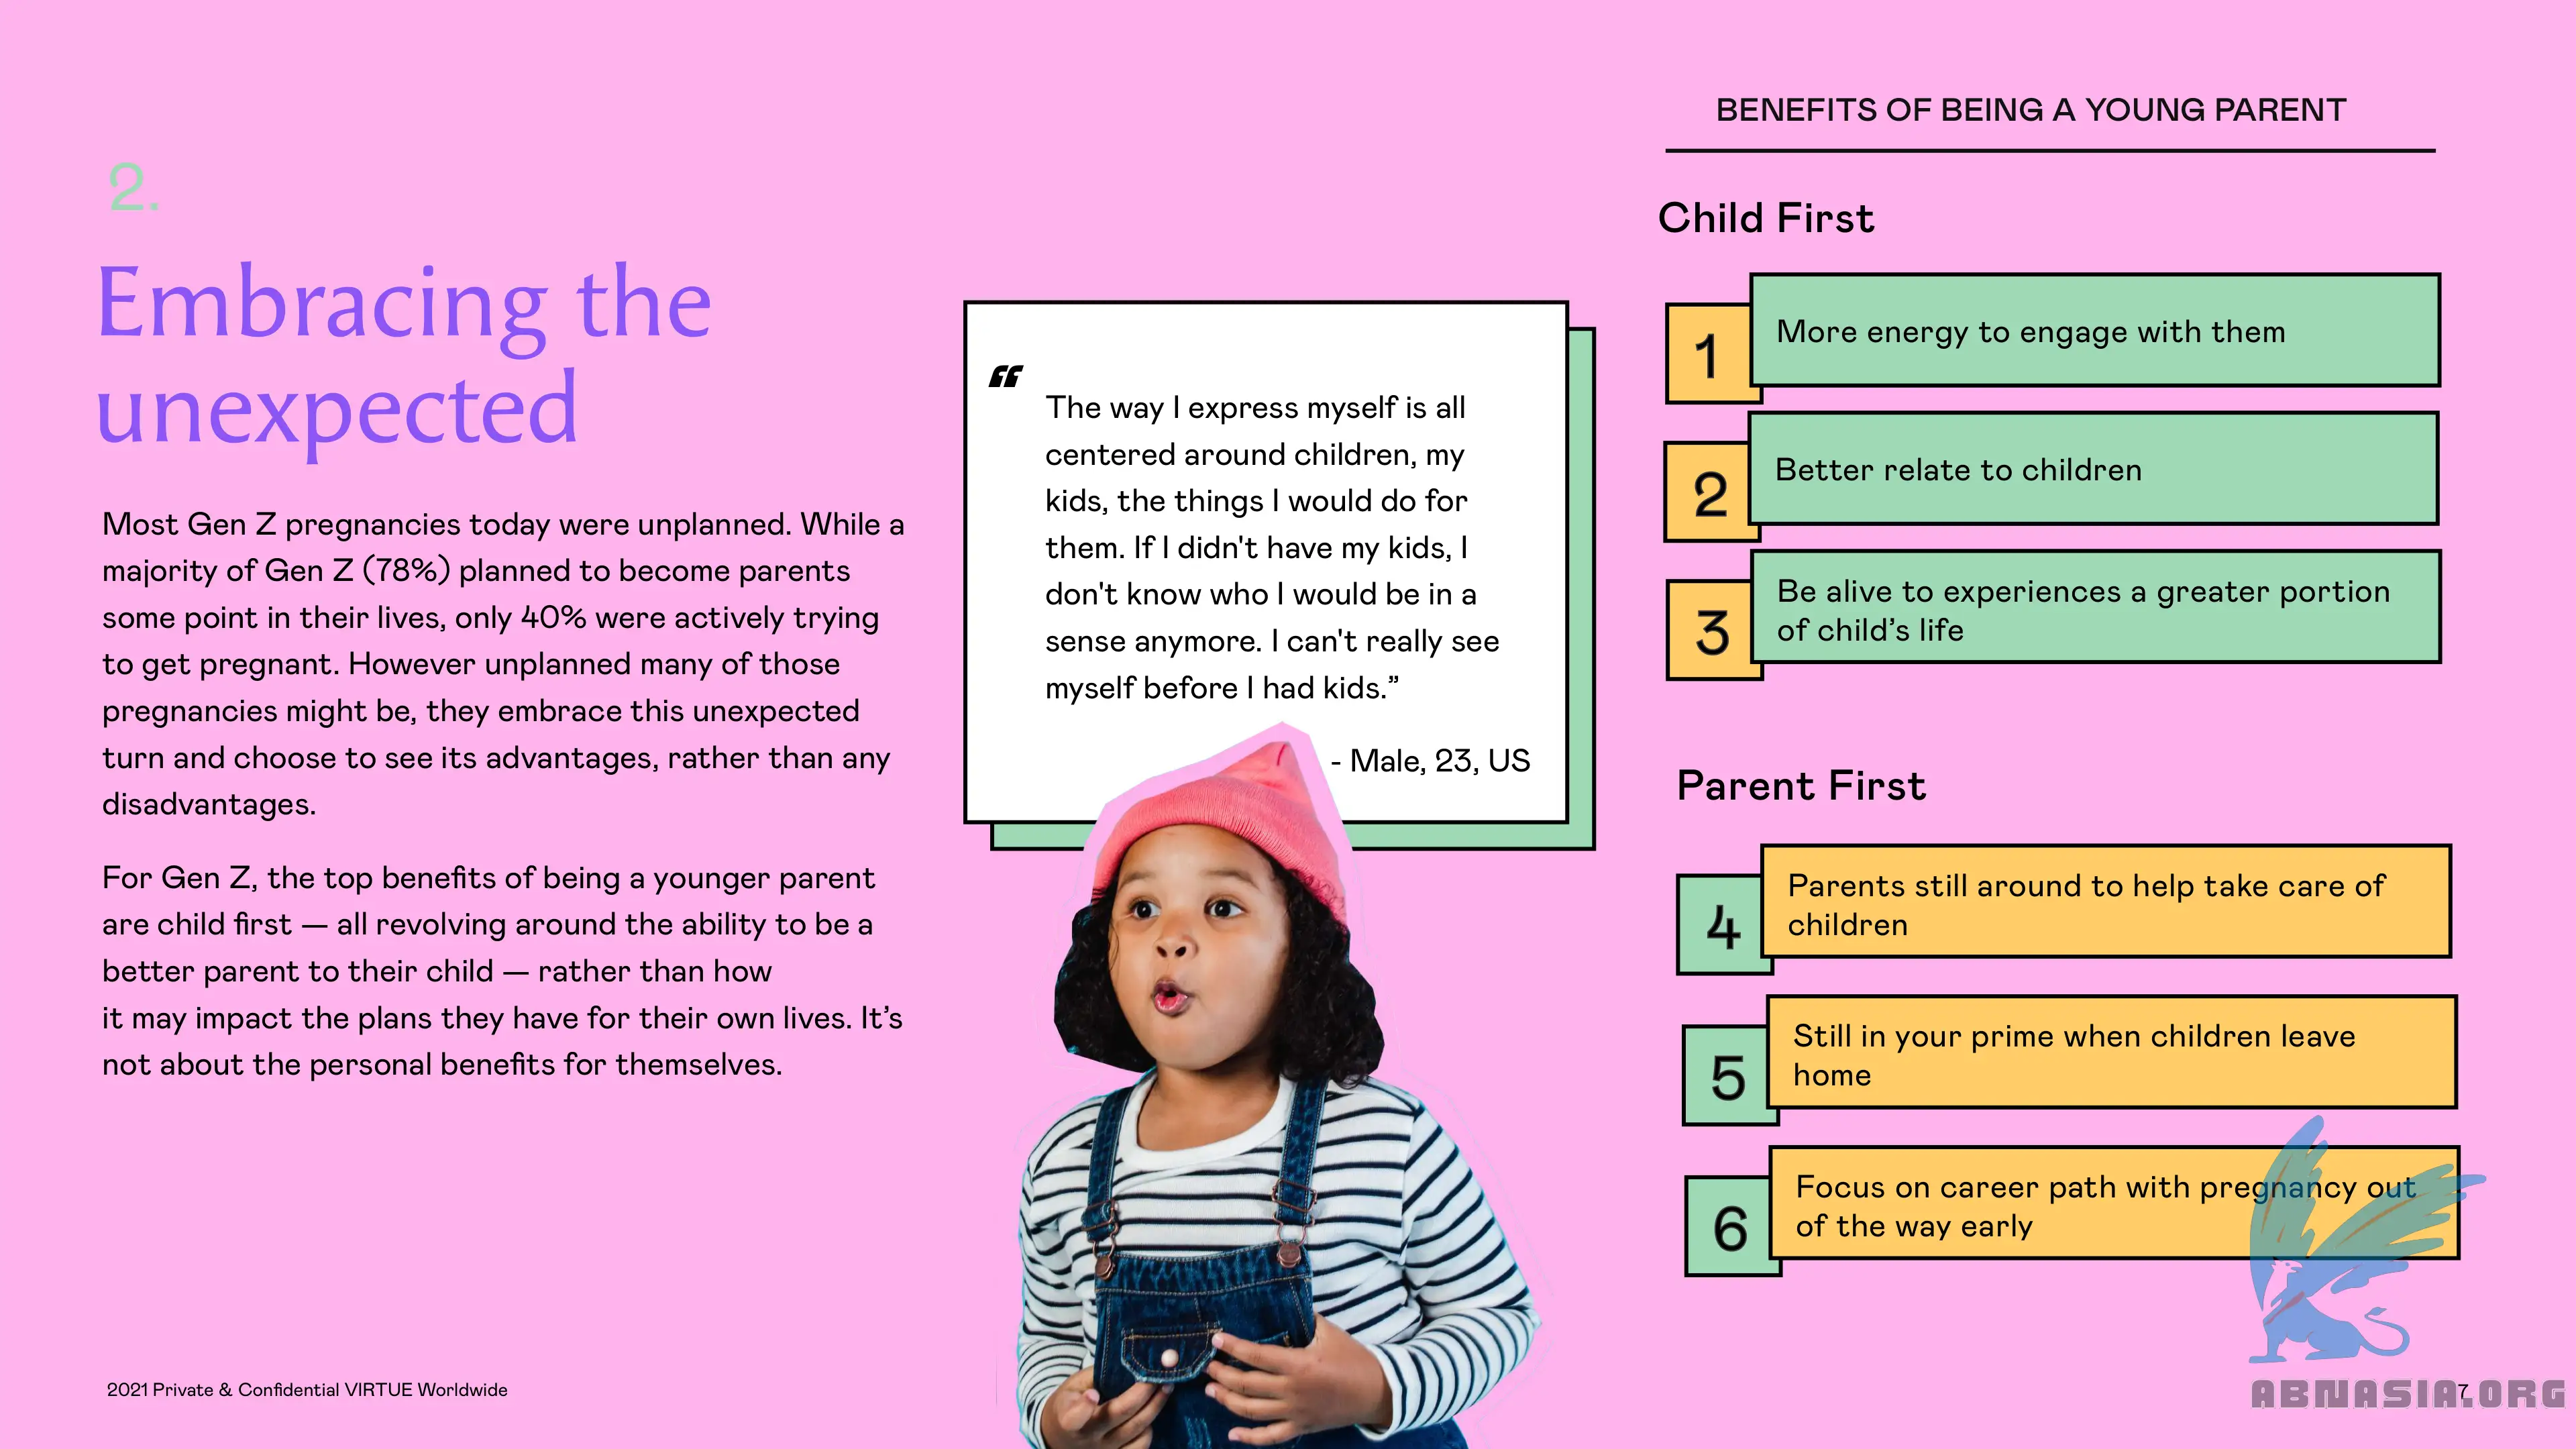 2.
Embracing the
unexpected
Most Gen Z pregnancies today were unplanned. While a
majority of Gen Z (78%) planned to become parents
some point in their lives, only 40% were actively trying
to get pregnant. However unplanned many of those
pregnancies might be, they embrace this unexpected
turn and choose to see its advantages, rather than any
disadvantages.
For Gen Z, the top benefits of being a younger parent
are child first — all revolving around the ability to be a
better parent to their child — rather than how
it may impact the plans they have for their own lives. It’s
not about the personal benefits for themselves.
“
The way I express myself is all
centered around children, my
kids, the things I would do for
them. If I didn't have my kids, I
don't know who I would be in a
sense anymore. I can't really see
myself before I had kids.”
- Male, 23, US
BENEFITS OF BEING A YOUNG PARENT
Child First
1 More energy to engage with them
2 Better relate to children
3 Be alive to experiences a greater portion
of child’s life
Parent First
4 Parents still around to help take care of
children
5 Still in your prime when children leave
home
6 Focus on career path with pregnancy out
of the way early
2021 Private & Confidential VIRTUE Worldwide
7
ABNASIA.ORG